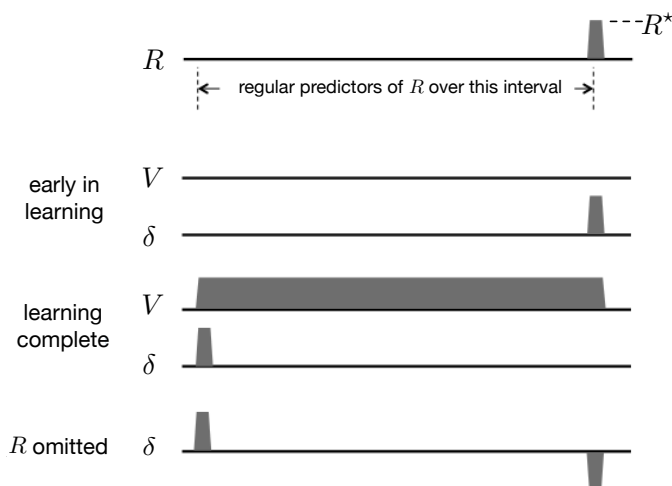 R⋆
R
regular predictors of R over this interval
early in
learning
V
δ
learning
complete
V
δ
R omitted
δ